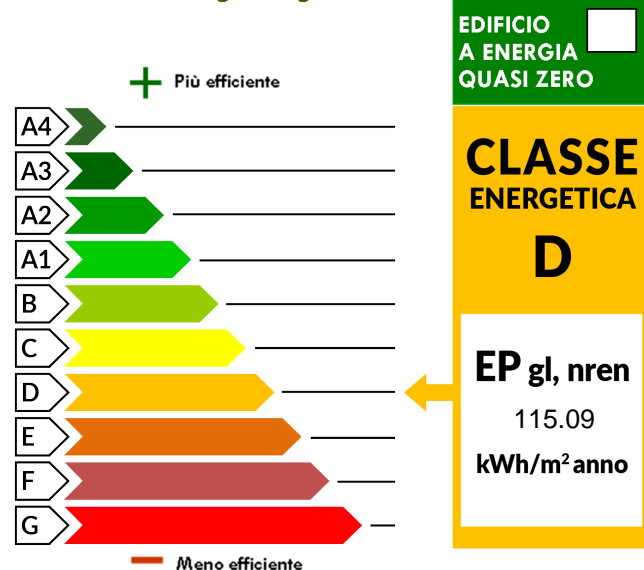 EDIFICIO
A ENERGIA
QUASI ZERO
+ Più efficiente
A4
A3
A2
A1
B
C
D
E
F
G
— Meno efficiente
CLASSE
ENERGETICA
D
EP gl, nren
115.09
kWh/m² anno